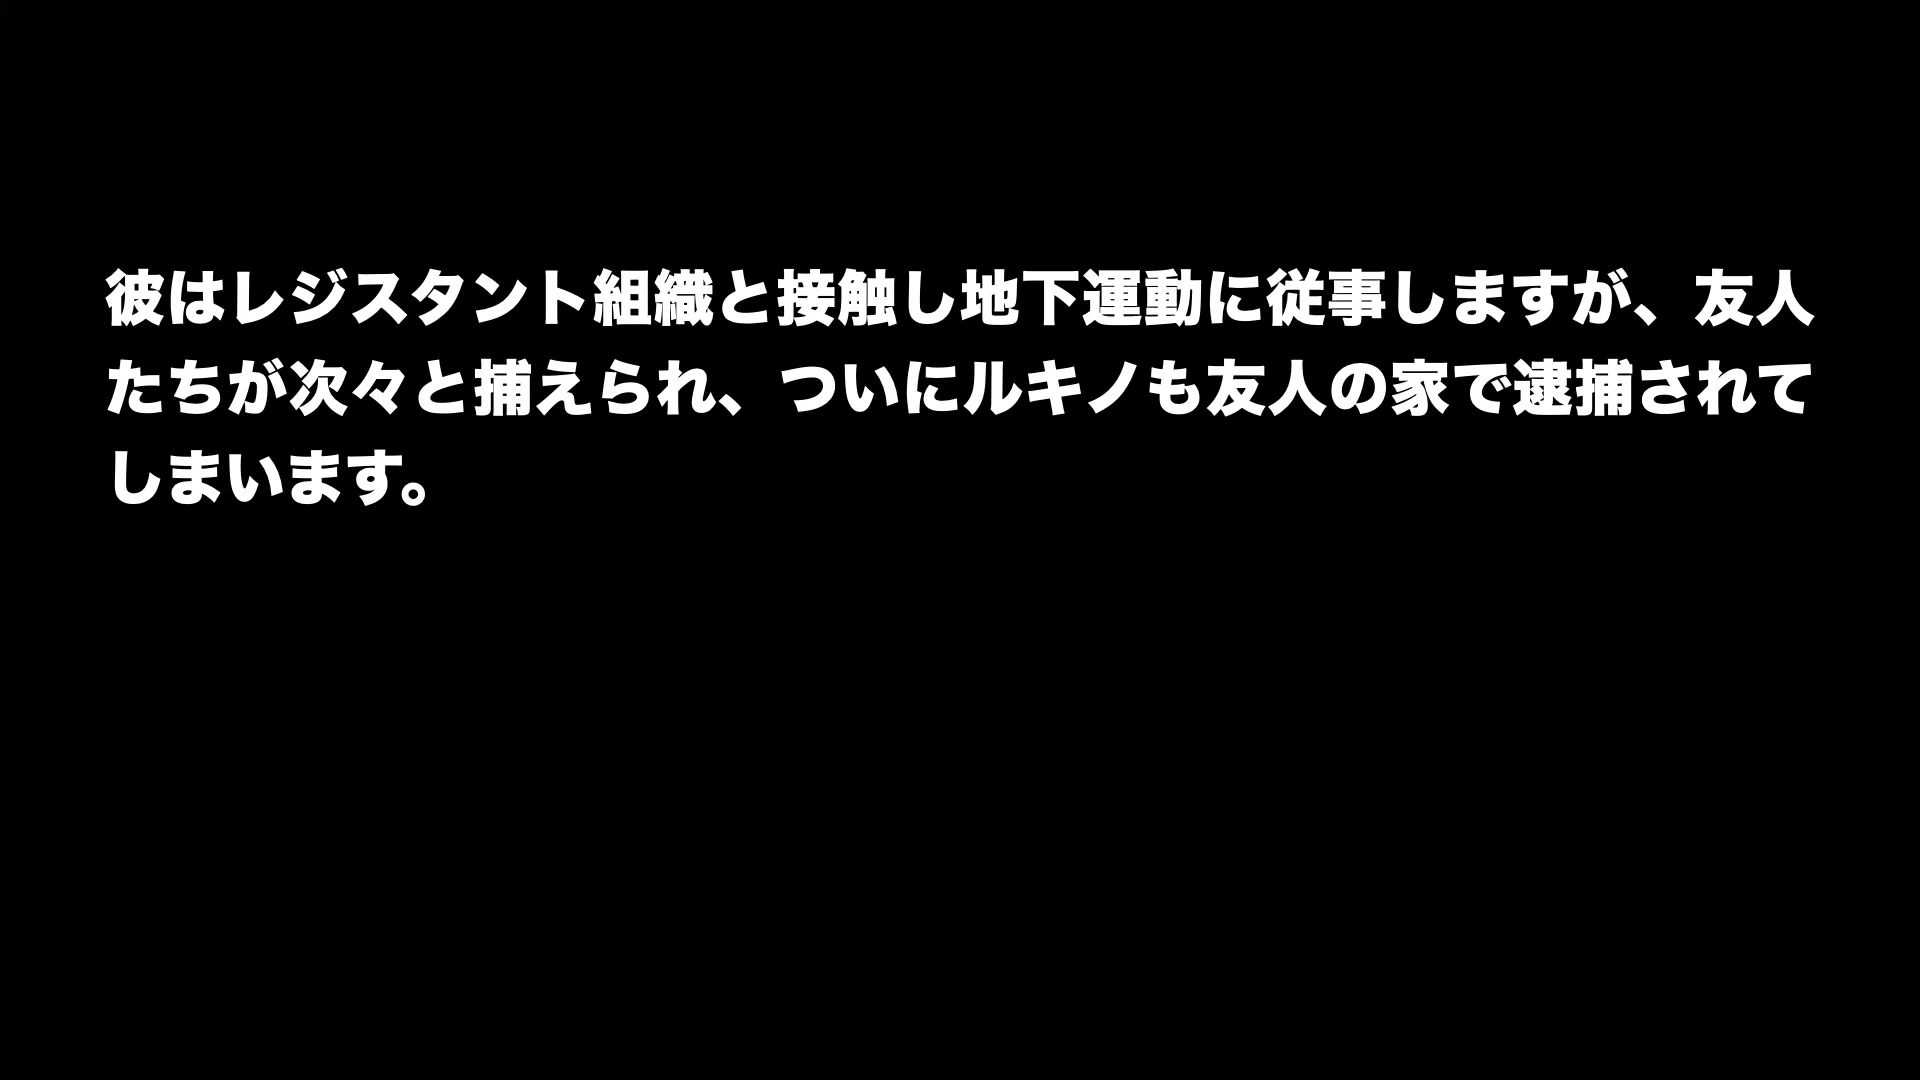 彼はレジスタント組織と接触し地下運動に従事しますが、友人
たちが次々と捕えられ、ついにルキノも友人の家で逮捕されて
しまいます。